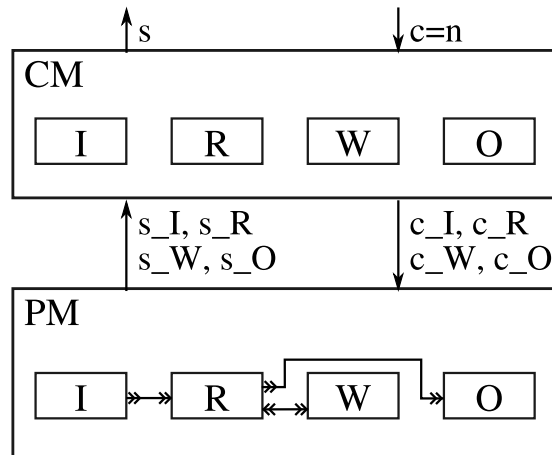 s
c=n
CM
I R W O
s_I, s_R
s_W, s_O
c_I, c_R
c_W, c_O
PM
I R W O